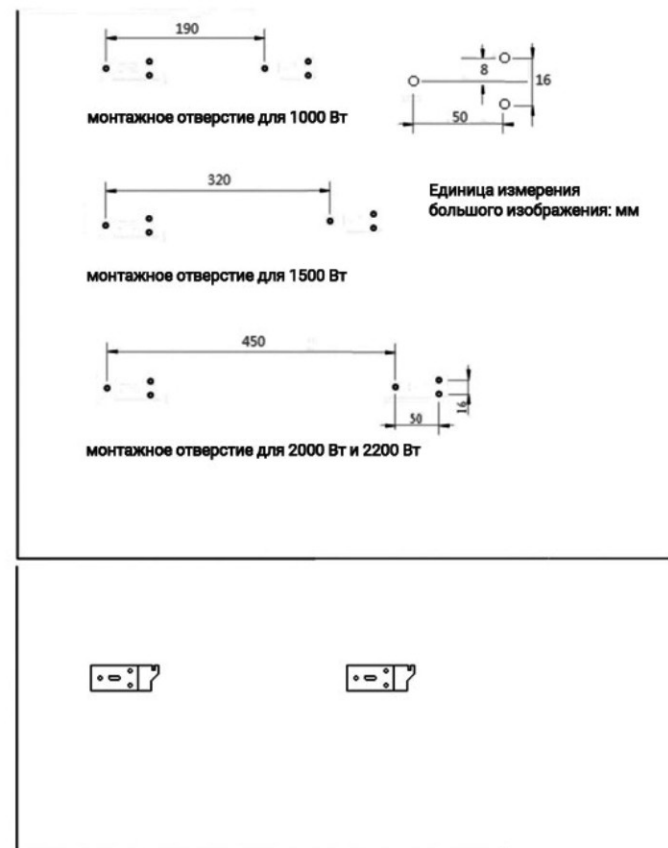 190
8
16
50
монтажное отверстие для 1000 Вт
320
Единица измерения
большого изображения: мм
монтажное отверстие для 1500 Вт
450
50
16
монтажное отверстие для 2000 Вт и 2200 Вт